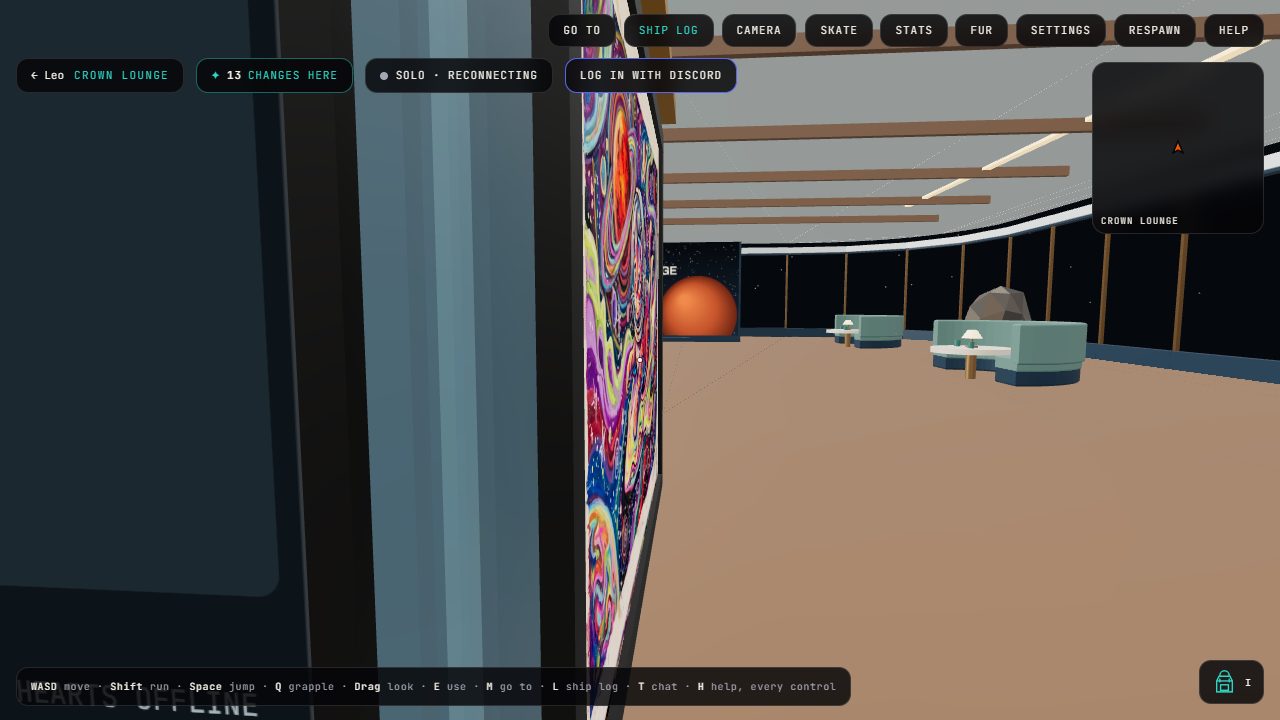 GO TO
SHIP LOG
CAMERA
SKATE
STATS
FUR
SETTINGS
RESPAWN
HELP
← Leo CROWN LOUNGE
✦ 13 CHANGES HERE
SOLO · RECONNECTING
LOG IN WITH DISCORD
GE
CROWN LOUNGE
WASD move · Shift run · Space jump · Q grapple · Drag look · E use · M go to · L ship log · T chat · H help, every control
HEARTS OFFLINE
I